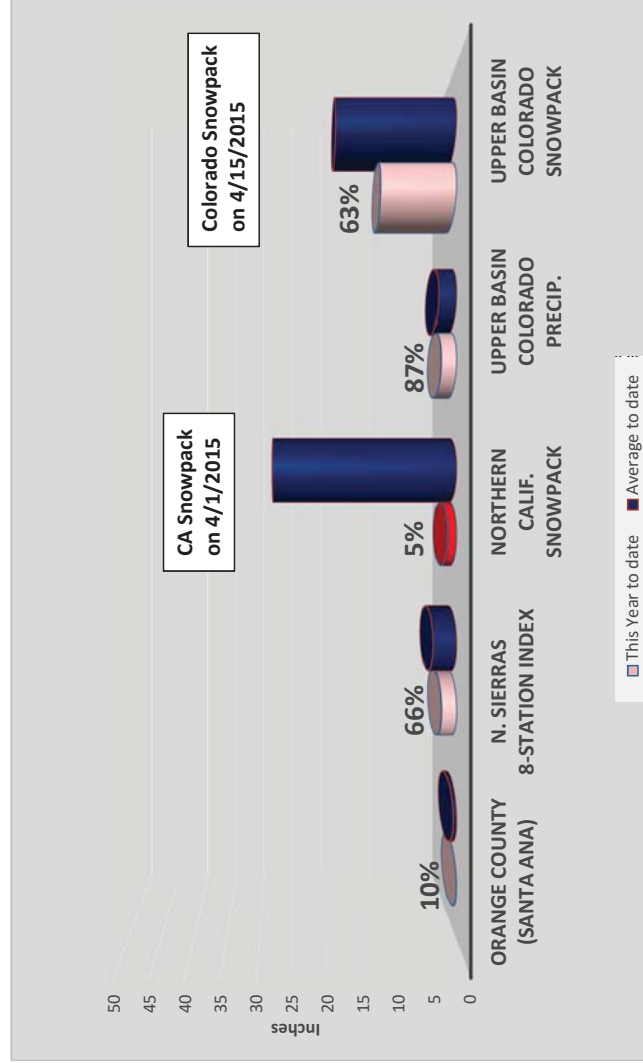 50
45
40
35
30
25
20
15
10
5
0
Inches
CA Snowpack
on 4/1/2015
Colorado Snowpack
on 4/15/2015
10%
66%
5%
87%
63%
ORANGE COUNTY
(SANTA ANA)
N. SIERRAS
8-STATION INDEX
NORTHERN
CALIF.
SNOWPACK
UPPER BASIN
COLORADO
PRECIP.
UPPER BASIN
COLORADO
SNOWPACK
This Year to date
Average to date